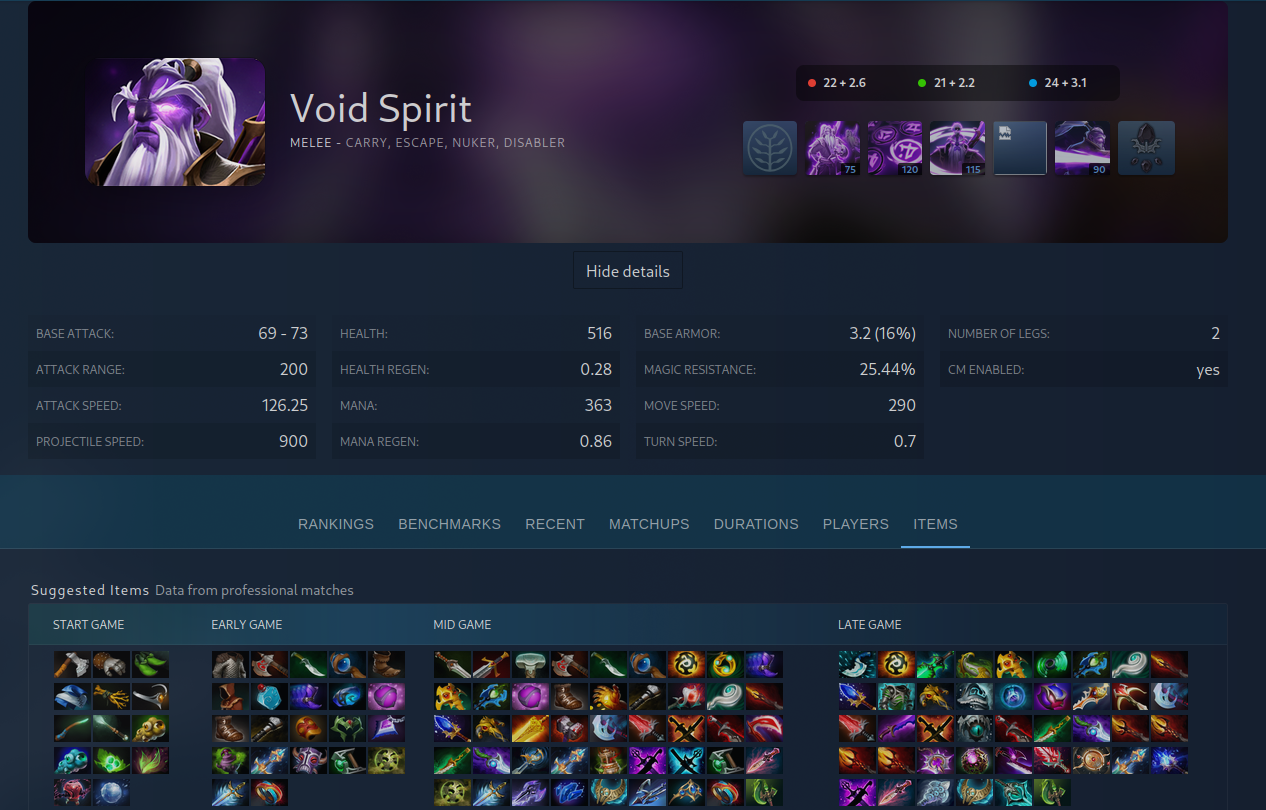 22 + 2.6 21 + 2.2 24 + 3.1
Void Spirit
MELEE - CARRY, ESCAPE, NUKER, DISABLER
75 120 115 90
Hide details
BASE ATTACK: 69 - 73 HEALTH: 516 BASE ARMOR: 3.2 (16%) NUMBER OF LEGS: 2
ATTACK RANGE: 200 HEALTH REGEN: 0.28 MAGIC RESISTANCE: 25.44% CM ENABLED: yes
ATTACK SPEED: 126.25 MANA: 363 MOVE SPEED: 290
PROJECTILE SPEED: 900 MANA REGEN: 0.86 TURN SPEED: 0.7
RANKINGS BENCHMARKS RECENT MATCHUPS DURATIONS PLAYERS ITEMS
Suggested Items Data from professional matches
START GAME EARLY GAME MID GAME LATE GAME